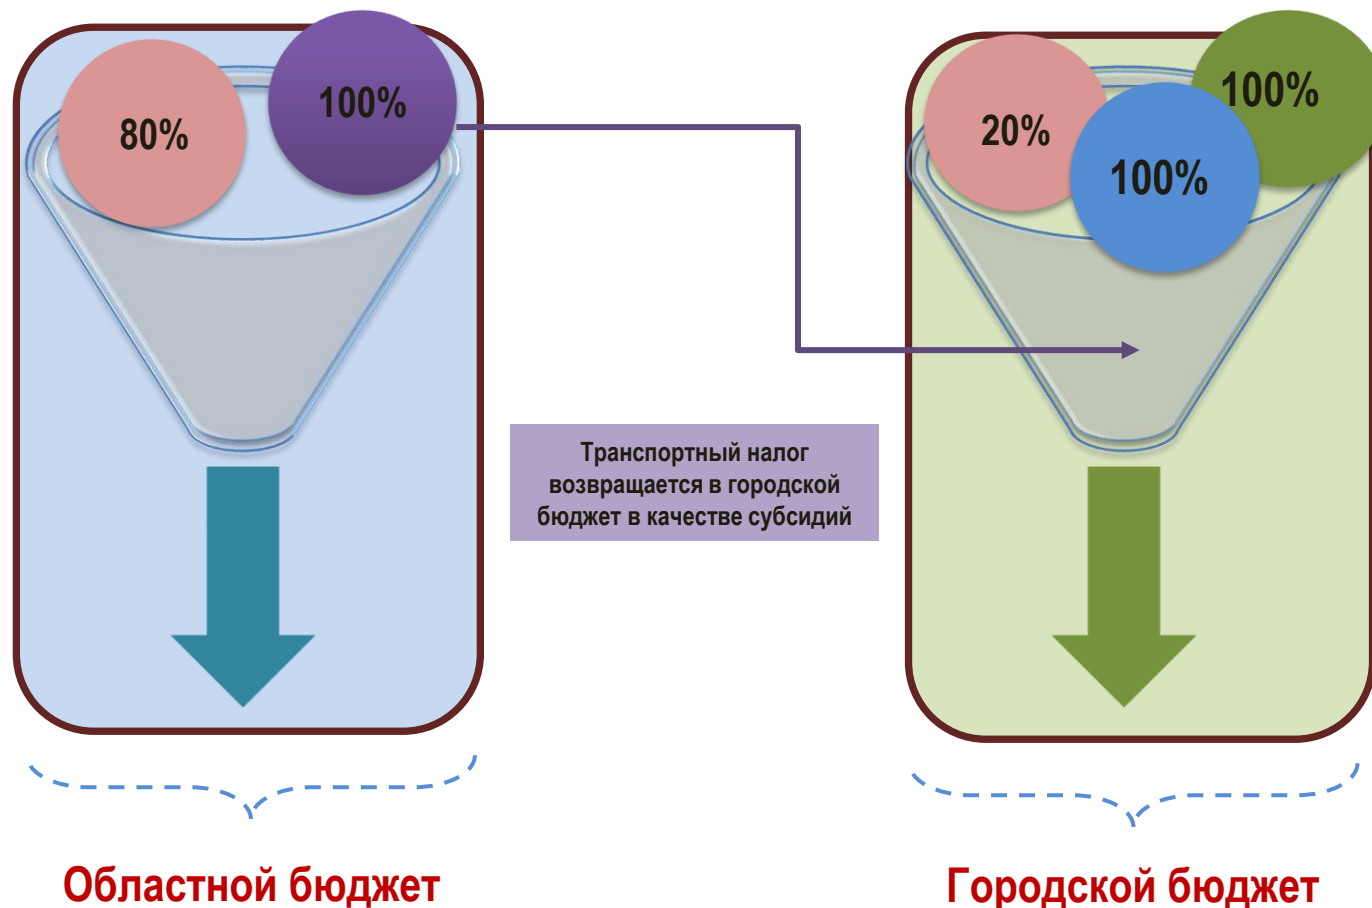 80%
100%
20%
100%
100%
Транспортный налог
возвращается в городской
бюджет в качестве субсидий
Областной бюджет
Городской бюджет